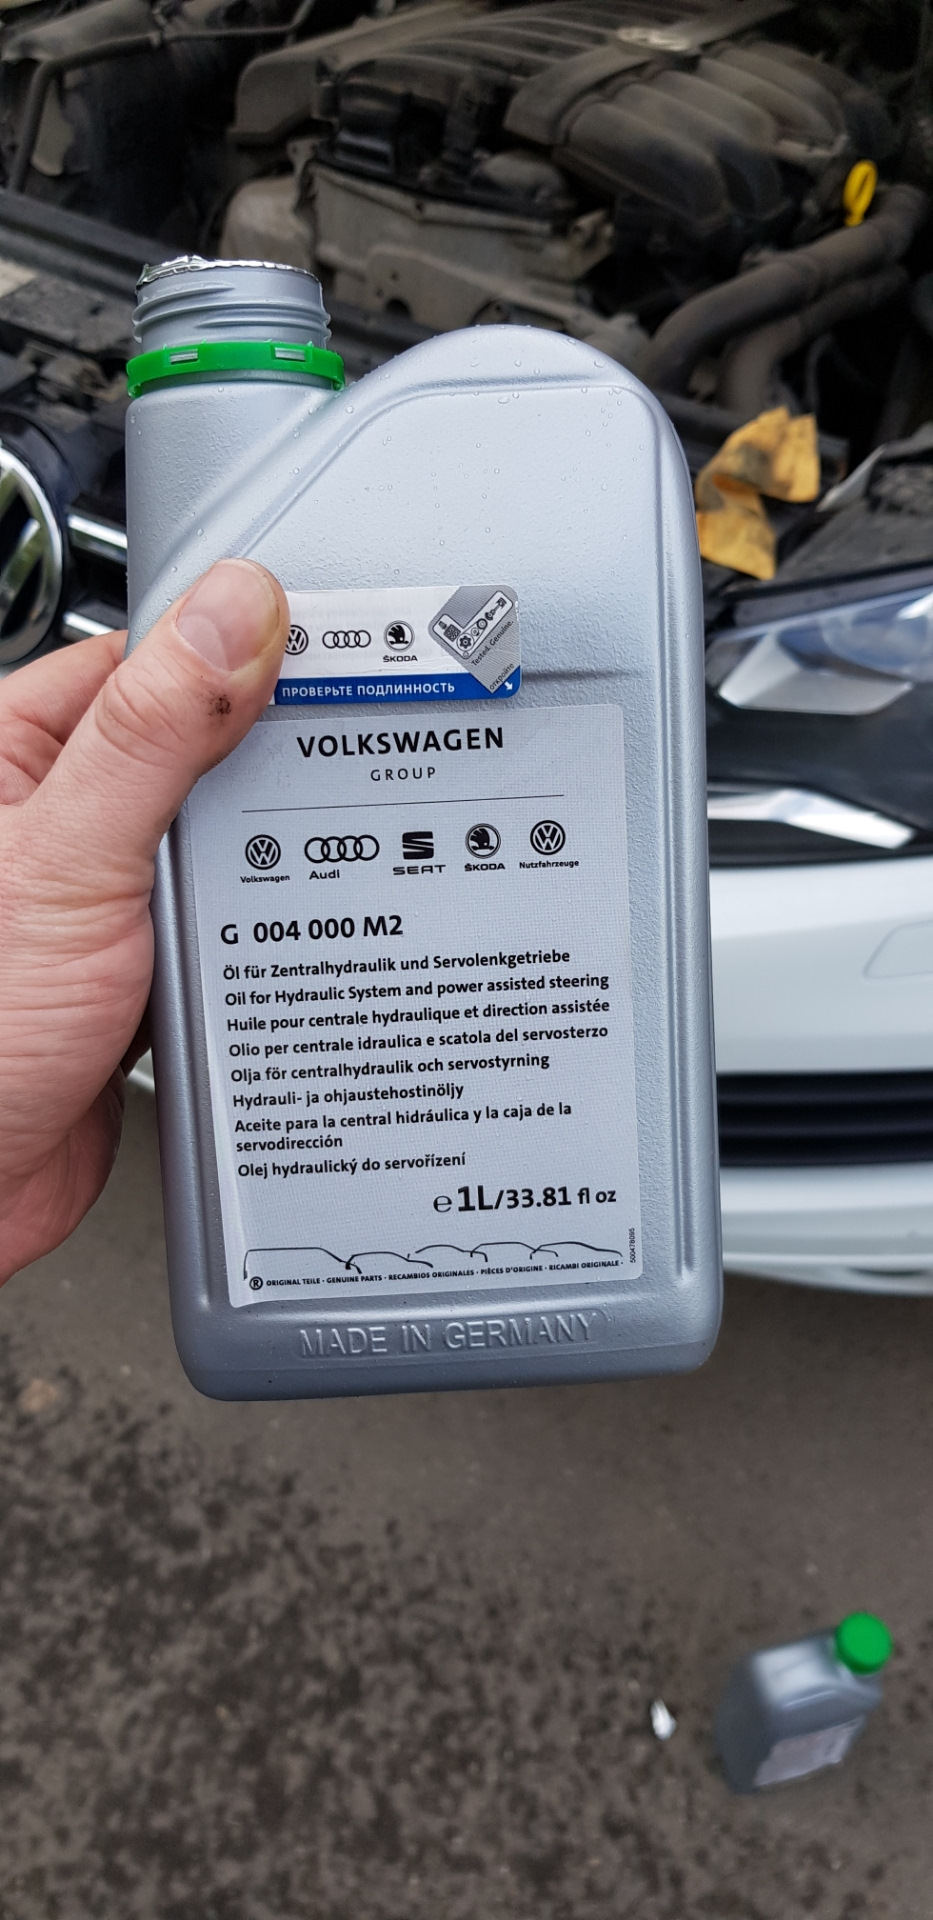 ŠKODA
Tested. Genuine.
откройте
ПРОВЕРЬТЕ ПОДЛИННОСТЬ
VOLKSWAGEN
GROUP
Volkswagen Audi SEAT ŠKODA Nutzfahrzeuge
G 004 000 M2
Öl für Zentralhydraulik und Servolenkgetriebe
Oil for Hydraulic System and power assisted steering
Huile pour centrale hydraulique et direction assistée
Olio per centrale idraulica e scatola del servosterzo
Olja för centralhydraulik och servostyrning
Hydrauli- ja ohjaustehostinöljy
Aceite para la central hidráulica y la caja de la
servodirección
Olej hydraulický do servořízení
e 1L/33.81 fl oz
® ORIGINAL TEILE · GENUINE PARTS · RECAMBIOS ORIGINALES · PIÈCES D'ORIGINE · RICAMBI ORIGINALE ·
MADE IN GERMANY